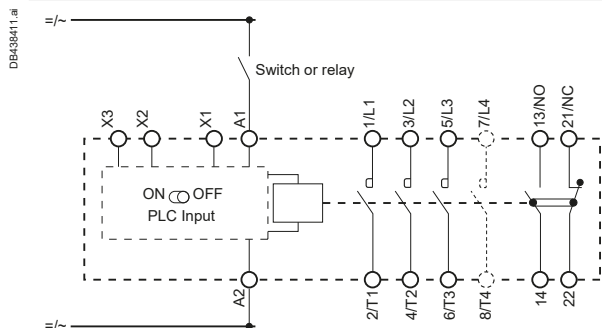 DB438411.ai
=/~
Switch or relay
X3
X2
X1
A1
1/L1
3/L2
5/L3
7/L4
13/NO
21/NC
ON OFF
PLC Input
A2
2/T1
4/T2
6/T3
8/T4
14
22
=/~